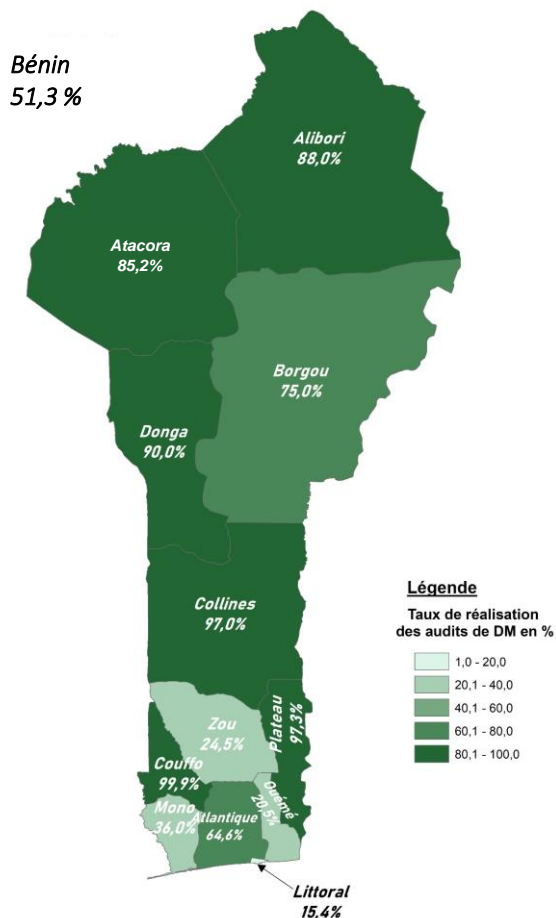 Bénin
51,3 %
Alibori
88,0%
Atacora
85,2%
Borgou
75,0%
Donga
90,0%
Collines
97,0%
Zou
24,5%
Plateau
97,3%
Couffo
99,9%
Mono
36,0%
Atlantique
64,6%
Ouémé
20,5%
Littoral
15,4%
Légende
Taux de réalisation
des audits de DM en %
1,0 - 20,0
20,1 - 40,0
40,1 - 60,0
60,1 - 80,0
80,1 - 100,0